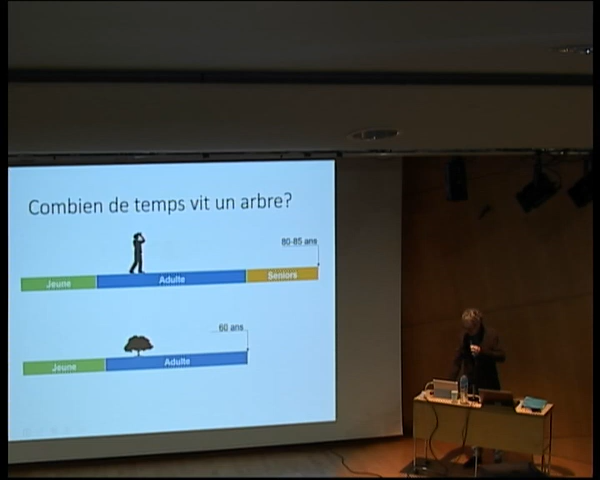 Combien de temps vit un arbre?
80-85 ans
Jeune
Adulte
Seniors
60 ans
Jeune
Adulte